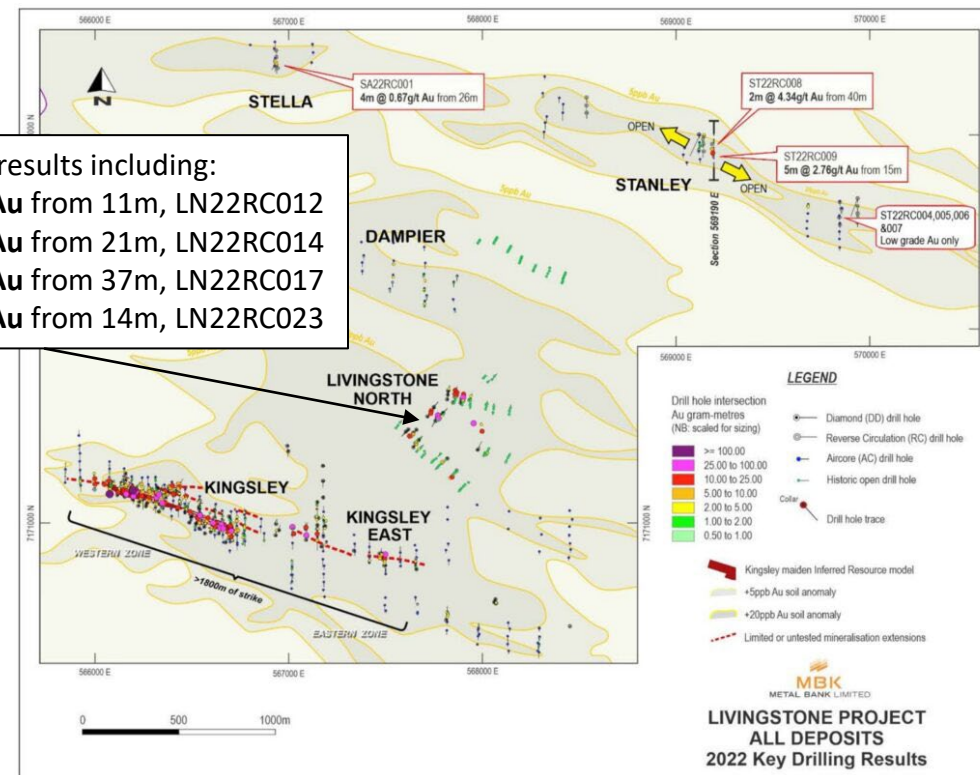 566000 E
567000 E
568000 E
569000 E
570000 E
N
STELLA
SA22RC001
4m @ 0.67g/t Au from 26m
5ppb Au
ST22RC008
2m @ 4.34g/t Au from 40m
OPEN
ST22RC009
5m @ 2.76g/t Au from 15m
STANLEY
OPEN
Section 569190 E
ST22RC004,005,006
&007
Low grade Au only
results including:
Au from 11m, LN22RC012
Au from 21m, LN22RC014
Au from 37m, LN22RC017
Au from 14m, LN22RC023
5ppb Au
DAMPIER
LIVINGSTONE
NORTH
KINGSLEY
KINGSLEY
EAST
7171000 N
WESTERN ZONE
>1800m of strike
EASTERN ZONE
566000 E
567000 E
568000 E
569000 E
570000 E
7171000 N
LEGEND
Drill hole intersection
Au gram-metres
(NB: scaled for sizing)
>= 100.00
25.00 to 100.00
10.00 to 25.00
5.00 to 10.00
2.00 to 5.00
1.00 to 2.00
0.50 to 1.00
Diamond (DD) drill hole
Reverse Circulation (RC) drill hole
Aircore (AC) drill hole
Historic open drill hole
Collar
Drill hole trace
Kingsley maiden Inferred Resource model
+5ppb Au soil anomaly
+20ppb Au soil anomaly
Limited or untested mineralisation extensions
MBK
METAL BANK LIMITED
LIVINGSTONE PROJECT
ALL DEPOSITS
2022 Key Drilling Results
0 500 1000m